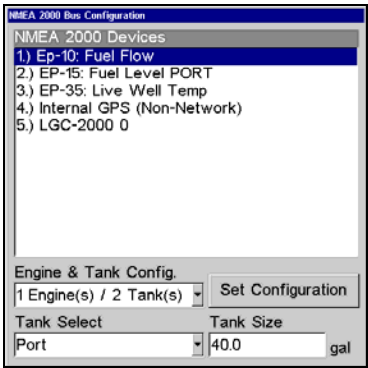 NMEA 2000 Bus Configuration
NMEA 2000 Devices
1.) Ep-10: Fuel Flow
2.) EP-15: Fuel Level PORT
3.) EP-35: Live Well Temp
4.) Internal GPS (Non-Network)
5.) LGC-2000 0
Engine & Tank Config.
1 Engine(s) / 2 Tank(s)
Set Configuration
Tank Select
Tank Size
Port
40.0
gal